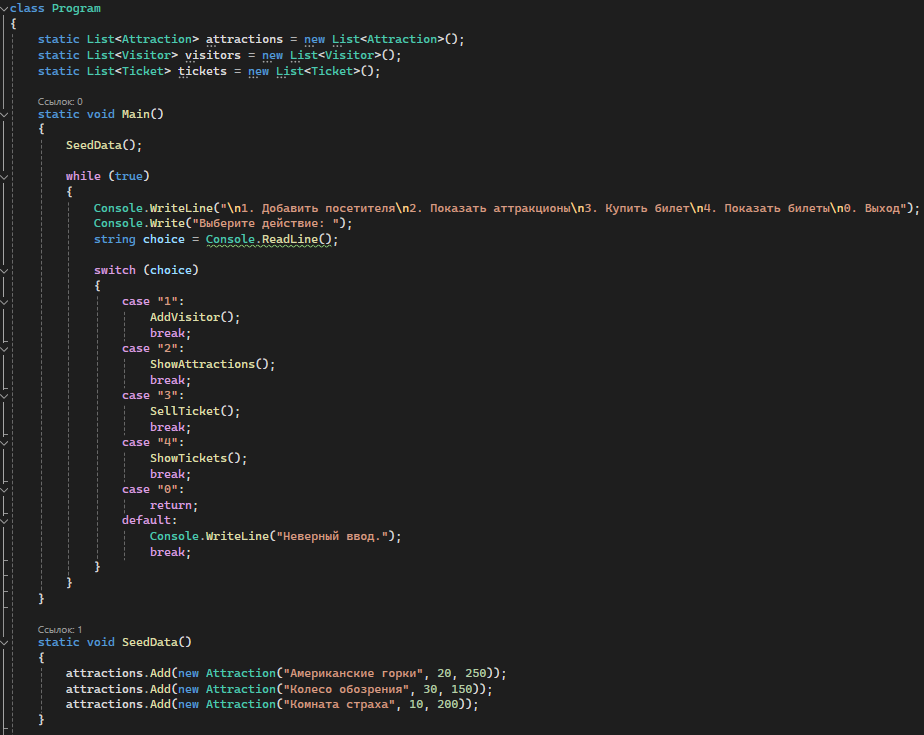 class Program
{
static List<Attraction> attractions = new List<Attraction>();
static List<Visitor> visitors = new List<Visitor>();
static List<Ticket> tickets = new List<Ticket>();
Ссылок: 0
static void Main()
{
SeedData();
while (true)
{
Console.WriteLine("\n1. Добавить посетителя\n2. Показать аттракционы\n3. Купить билет\n4. Показать билеты\n0. Выход");
Console.Write("Выберите действие: ");
string choice = Console.ReadLine();
switch (choice)
{
case "1":
AddVisitor();
break;
case "2":
ShowAttractions();
break;
case "3":
SellTicket();
break;
case "4":
ShowTickets();
break;
case "0":
return;
default:
Console.WriteLine("Неверный ввод.");
break;
}
}
}
Ссылок: 1
static void SeedData()
{
attractions.Add(new Attraction("Американские горки", 20, 250));
attractions.Add(new Attraction("Колесо обозрения", 30, 150));
attractions.Add(new Attraction("Комната страха", 10, 200));
}